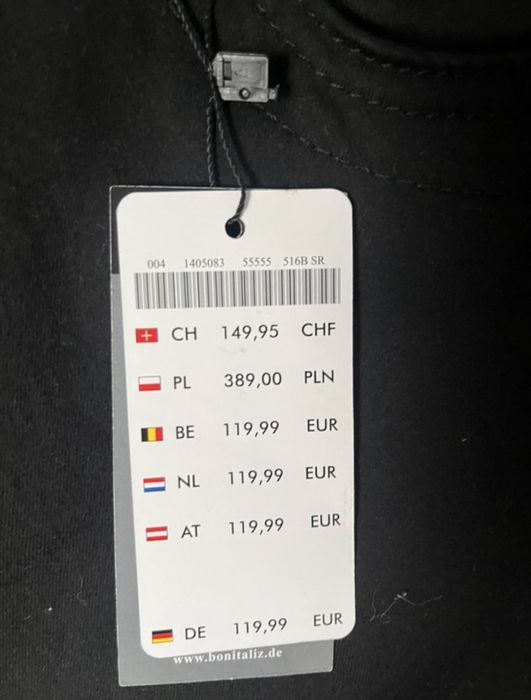 004 1405083 55555 516B SR
CH 149,95 CHF
PL 389,00 PLN
BE 119,99 EUR
NL 119,99 EUR
AT 119,99 EUR
DE 119,99 EUR
www.bonitaliz.de